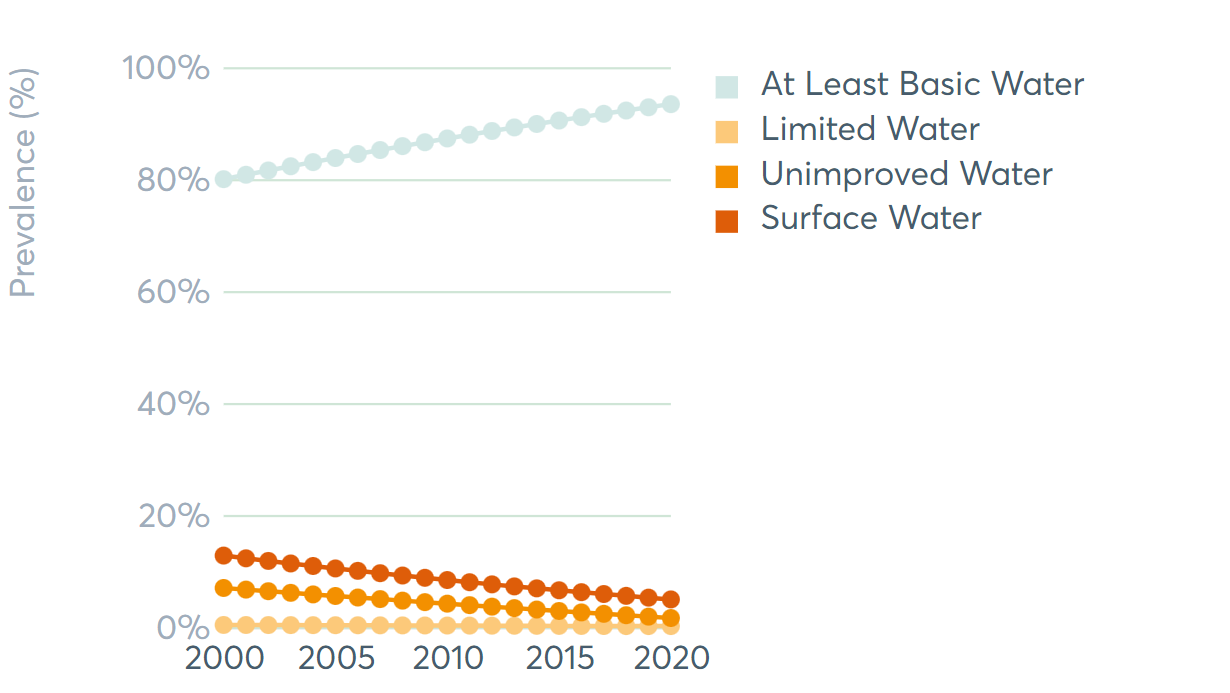 Prevalence (%)
100%
80%
60%
40%
20%
0%
2000 2005 2010 2015 2020
At Least Basic Water
Limited Water
Unimproved Water
Surface Water